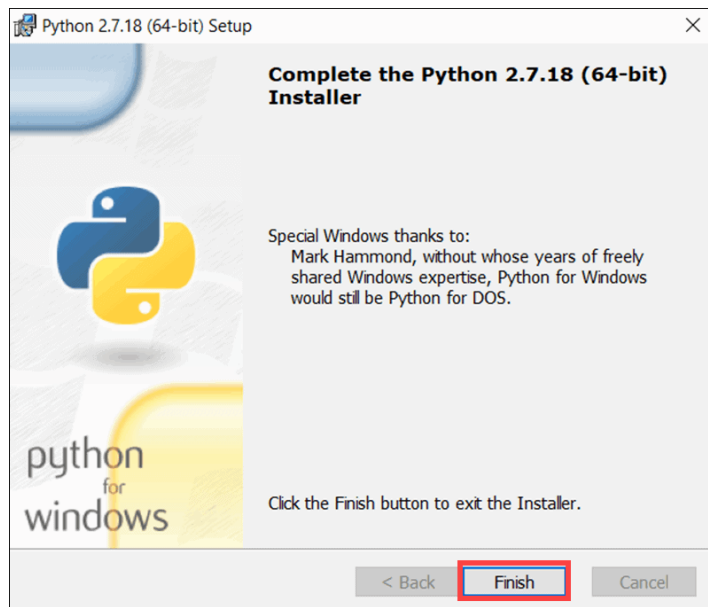 Python 2.7.18 (64-bit) Setup
Complete the Python 2.7.18 (64-bit)
Installer
Special Windows thanks to:
Mark Hammond, without whose years of freely
shared Windows expertise, Python for Windows
would still be Python for DOS.
python
for
windows
Click the Finish button to exit the Installer.
< Back Finish Cancel